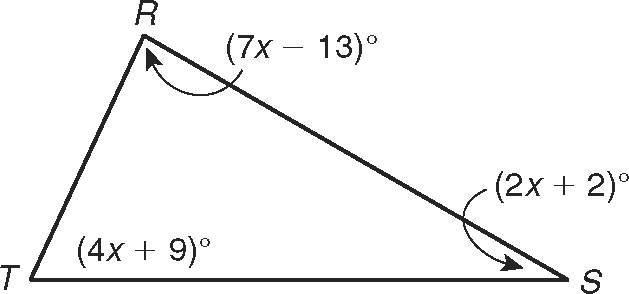 R
(7x − 13)°
(2x + 2)°
(4x + 9)°
T
S